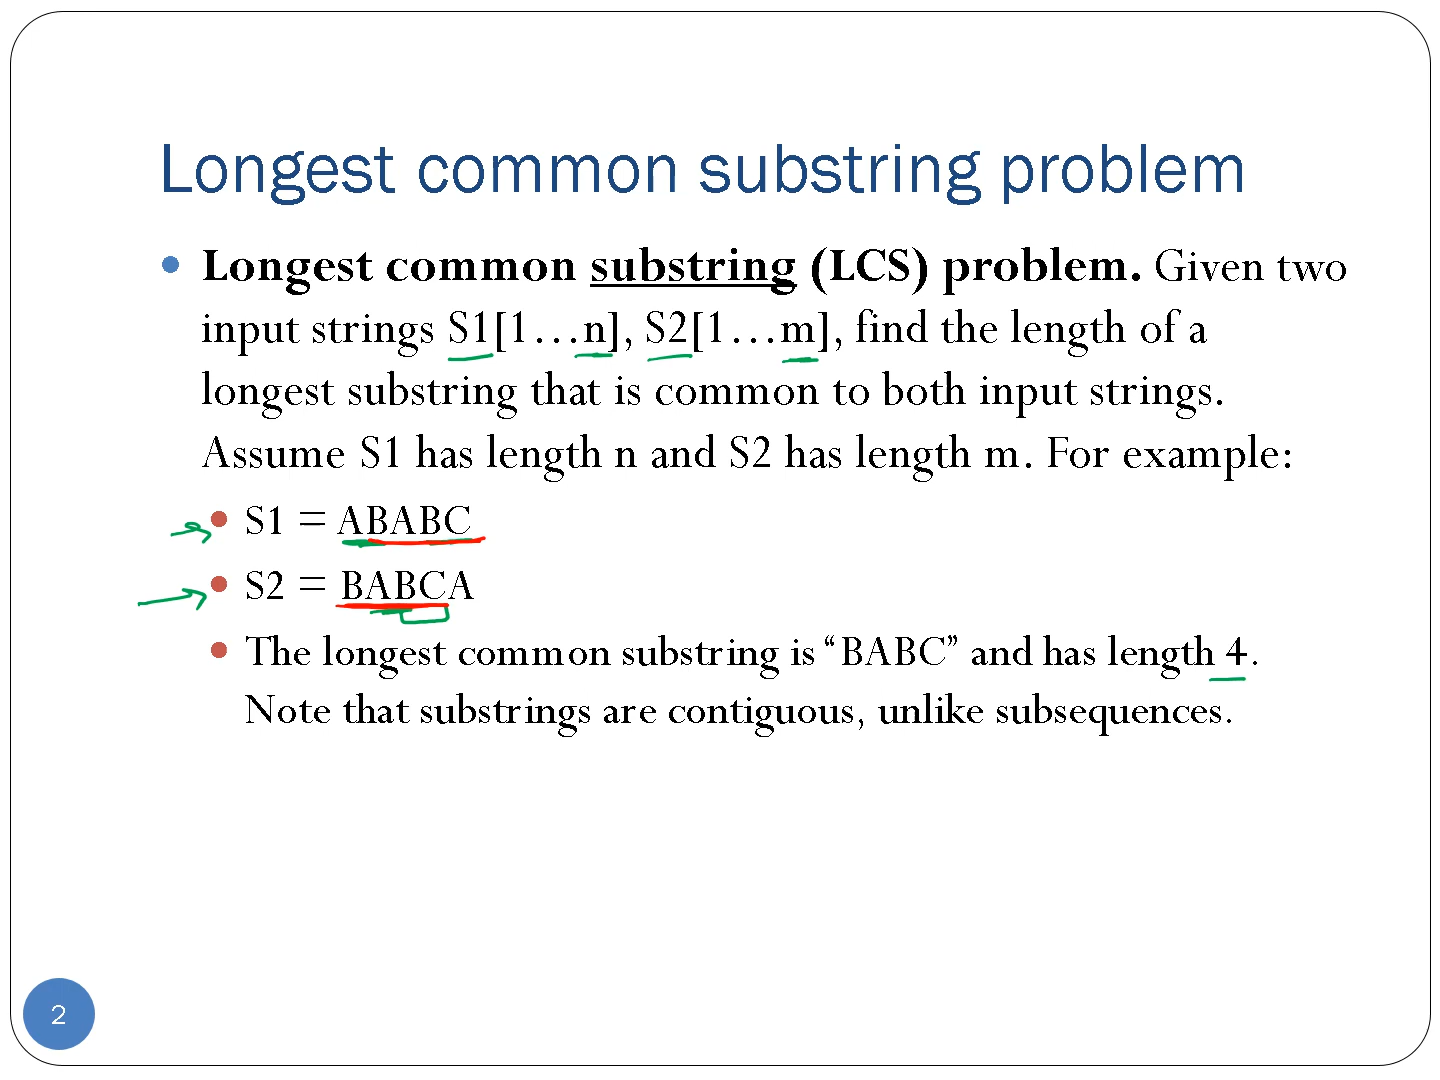 Longest common substring problem
Longest common substring (LCS) problem. Given two
input strings S1[1…n], S2[1…m], find the length of a
longest substring that is common to both input strings.
Assume S1 has length n and S2 has length m. For example:
S1 = ABABC
S2 = BABCA
The longest common substring is “BABC” and has length 4.
Note that substrings are contiguous, unlike subsequences.
2